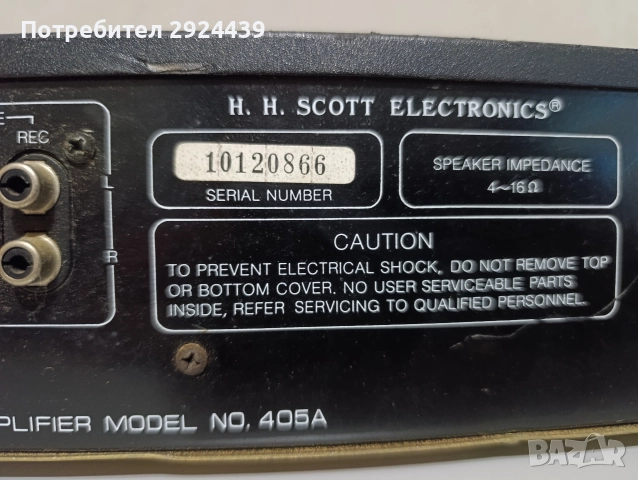 Потребител 2924439
H. H. SCOTT ELECTRONICS®
REC
10120866
SERIAL NUMBER
SPEAKER IMPEDANCE
4~16Ω
L
R
CAUTION
TO PREVENT ELECTRICAL SHOCK, DO NOT REMOVE TOP
OR BOTTOM COVER. NO USER SERVICEABLE PARTS
INSIDE, REFER SERVICING TO QUALIFIED PERSONNEL.
PLIFIER MODEL NO. 405A
BAZAR